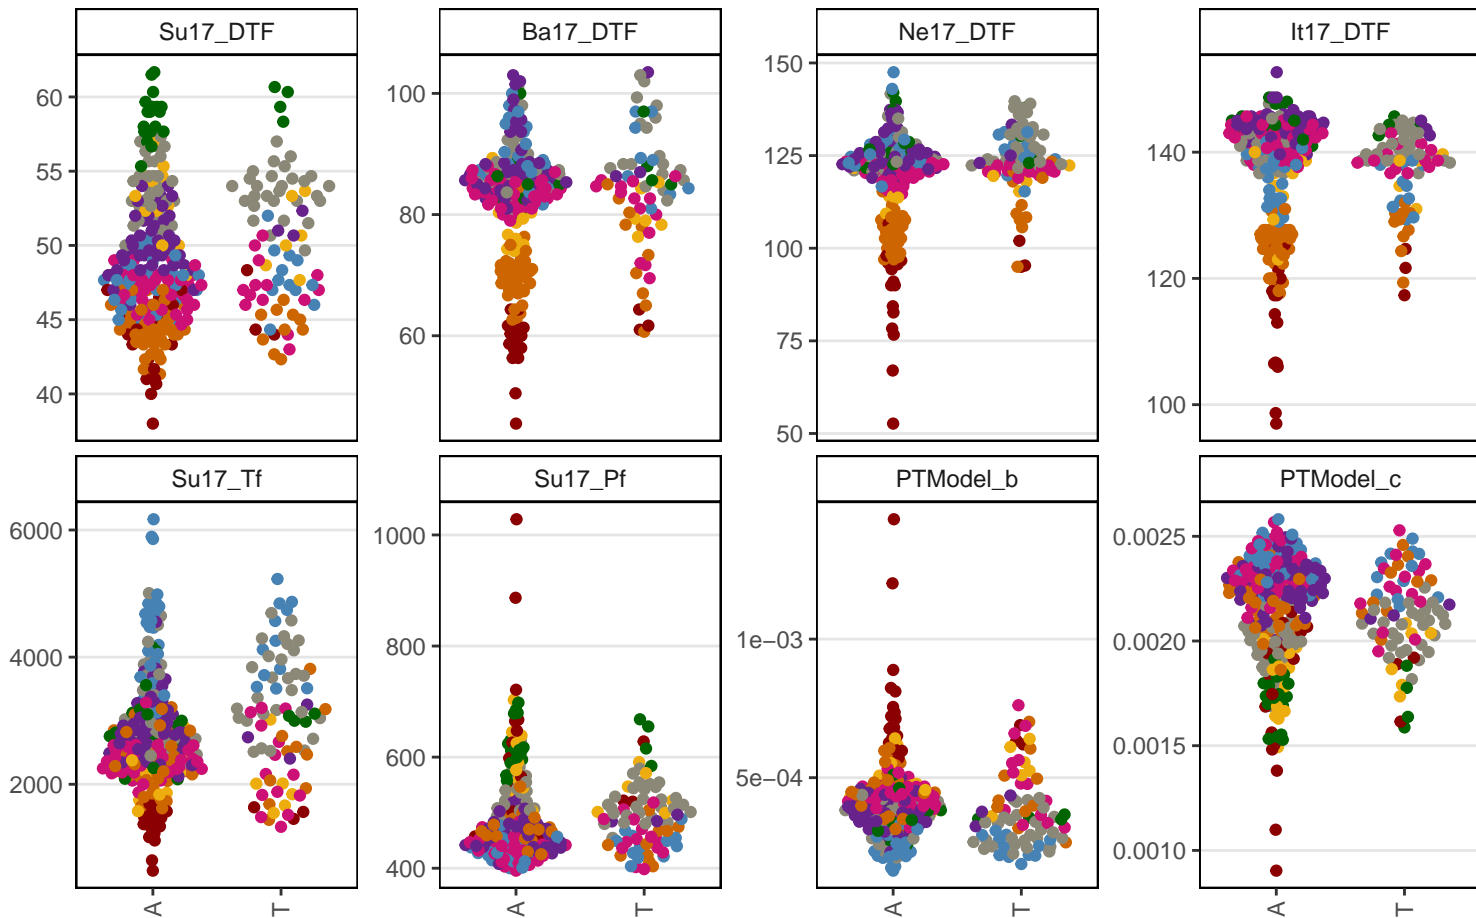 Su17_DTF
Ba17_DTF
Ne17_DTF
It17_DTF
60
55
50
45
40
100
80
60
150
125
100
75
50
140
120
100
Su17_Tf
Su17_Pf
PTModel_b
PTModel_c
6000
4000
2000
1000
800
600
400
1e−03
5e−04
0.0025
0.0020
0.0015
0.0010
A
T
A
T
A
T
A
T